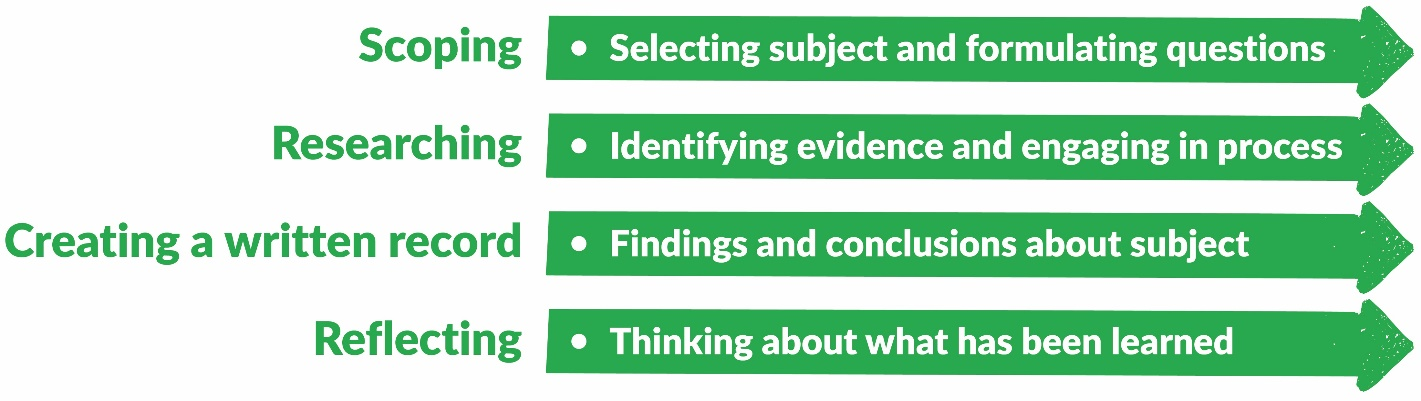 Scoping
• Selecting subject and formulating questions
Researching
• Identifying evidence and engaging in process
Creating a written record
• Findings and conclusions about subject
Reflecting
• Thinking about what has been learned